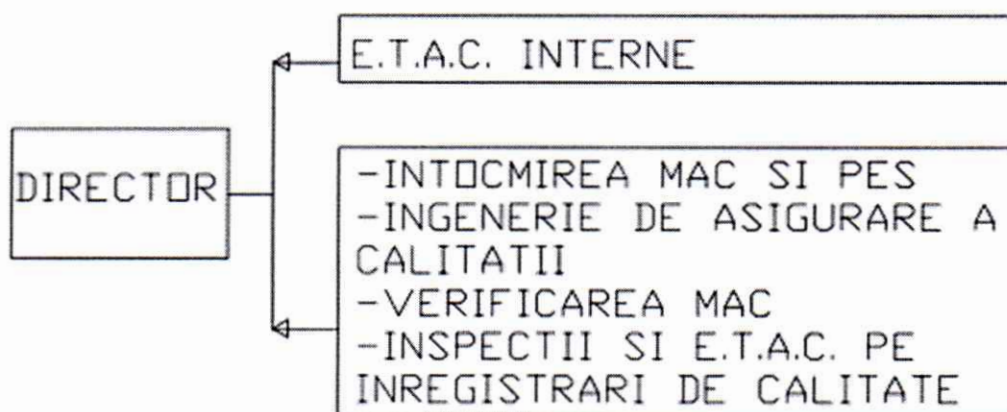 E.T.A.C. INTERNE
DIRECTOR
-INTOCMIREA MAC SI PES
-INGENERIE DE ASIGURARE A
CALITATII
-VERIFICAREA MAC
-INSPECTII SI E.T.A.C. PE
INREGISTRARI DE CALITATE